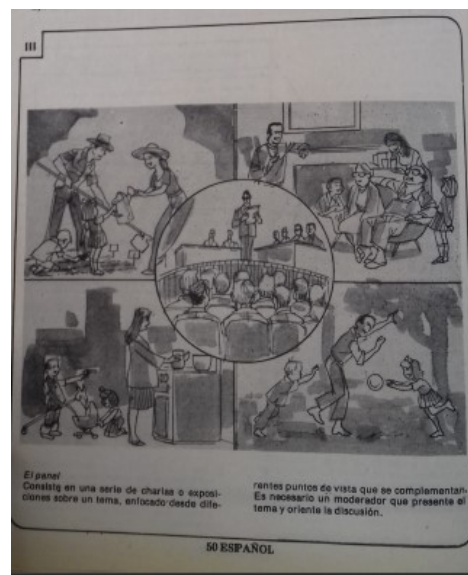 III
El panel
Consiste en una serie de charlas o exposi-
ciones sobre un tema, enfocado desde dife-
rentes puntos de vista que se complementan.
Es necesario un moderador que presente el
tema y oriente la discusión.
50 ESPAÑOL